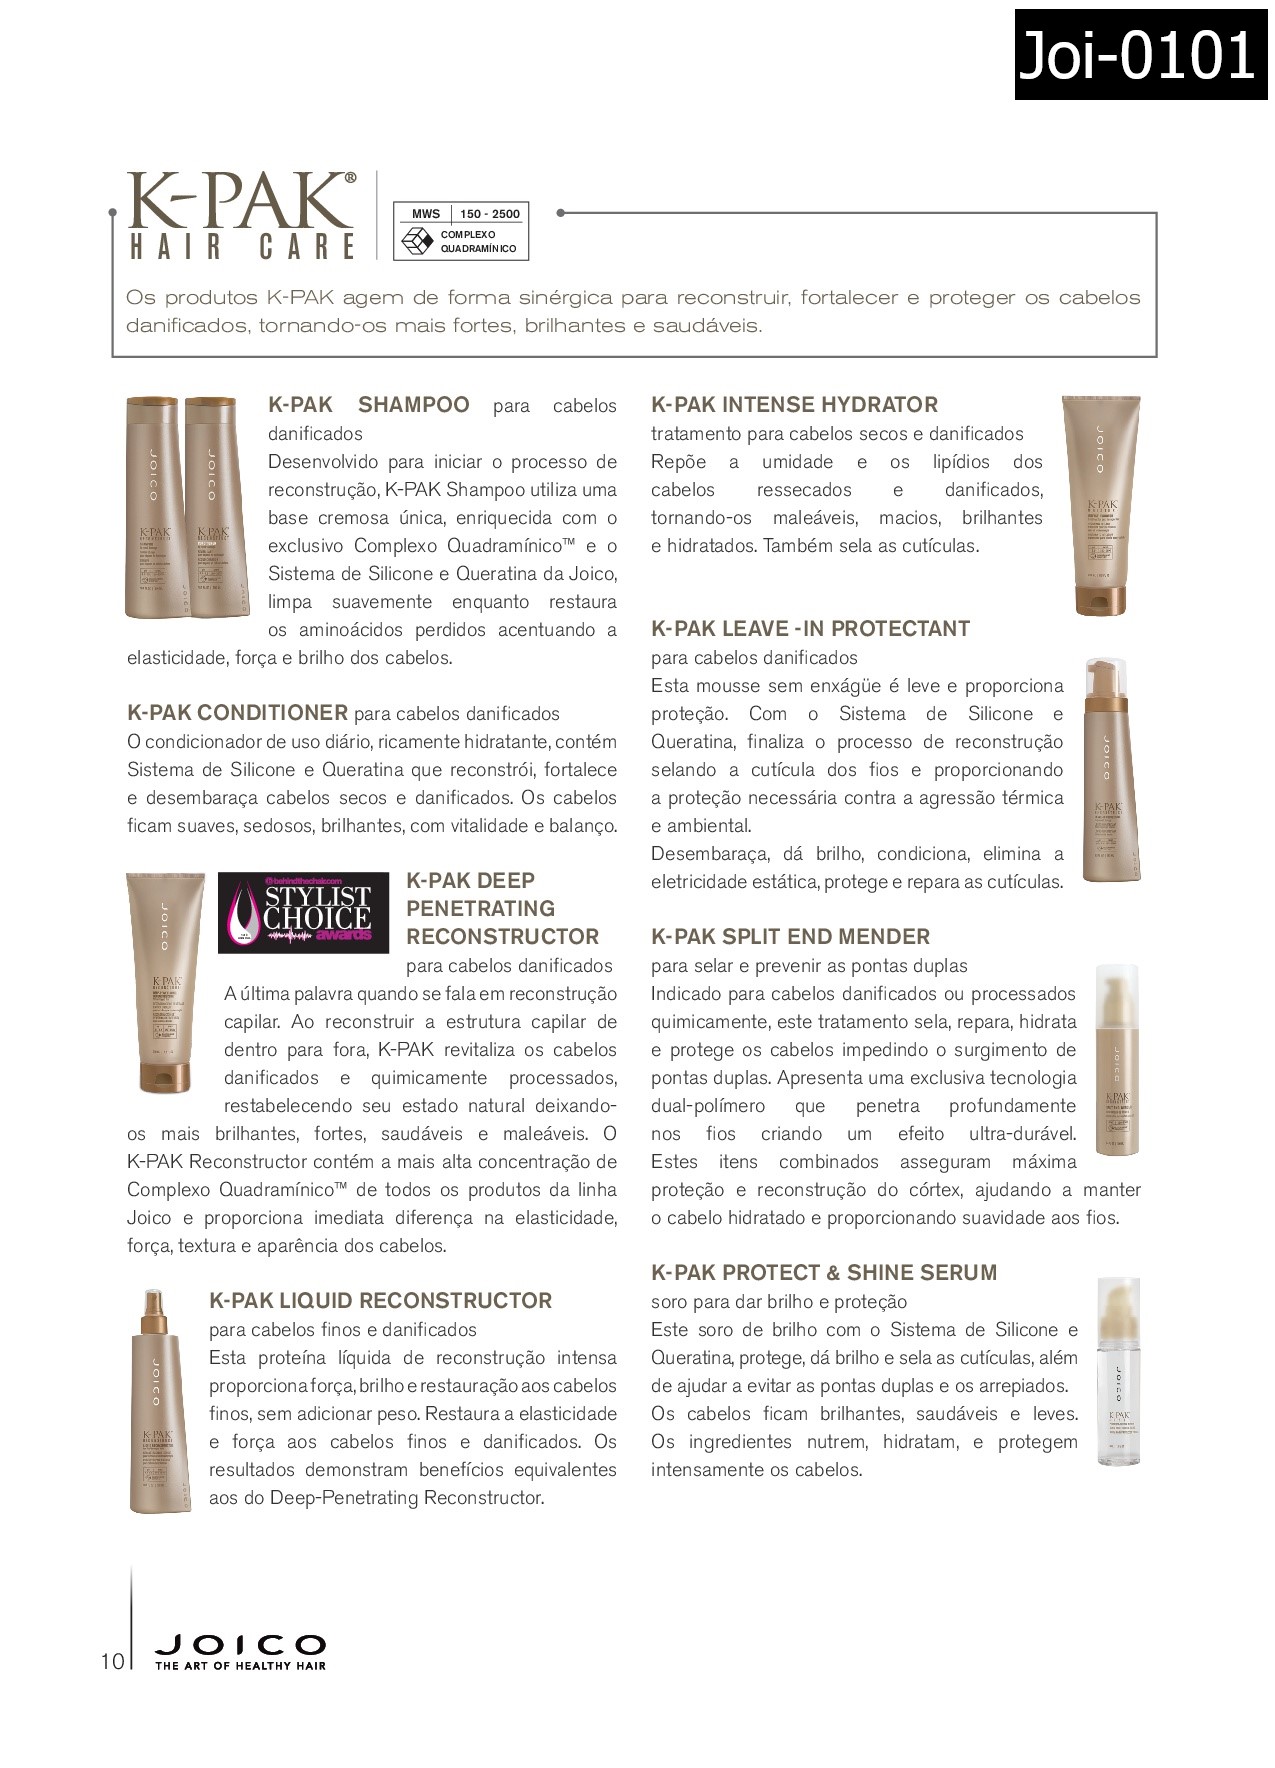 Joi-0101
K-PAK®
HAIR CARE
MWS 150 - 2500
COMPLEXO
QUADRAMÍNICO
Os produtos K-PAK agem de forma sinérgica para reconstruir, fortalecer e proteger os cabelos
danificados, tornando-os mais fortes, brilhantes e saudáveis.
K-PAK SHAMPOO para cabelos
danificados
Desenvolvido para iniciar o processo de
reconstrução, K-PAK Shampoo utiliza uma
base cremosa única, enriquecida com o
exclusivo Complexo Quadramínico™ e o
Sistema de Silicone e Queratina da Joico,
limpa suavemente enquanto restaura
os aminoácidos perdidos acentuando a
elasticidade, força e brilho dos cabelos.
JOICO
K-PAK
JOICO
K-PAK
K-PAK CONDITIONER para cabelos danificados
O condicionador de uso diário, ricamente hidratante, contém
Sistema de Silicone e Queratina que reconstrói, fortalece
e desembaraça cabelos secos e danificados. Os cabelos
ficam suaves, sedosos, brilhantes, com vitalidade e balanço.
behindthechair.com
STYLIST
CHOICE
awards
JOICO
K-PAK
K-PAK DEEP
PENETRATING
RECONSTRUCTOR
para cabelos danificados
A última palavra quando se fala em reconstrução
capilar. Ao reconstruir a estrutura capilar de
dentro para fora, K-PAK revitaliza os cabelos
danificados e quimicamente processados,
restabelecendo seu estado natural deixando-
os mais brilhantes, fortes, saudáveis e maleáveis. O
K-PAK Reconstructor contém a mais alta concentração de
Complexo Quadramínico™ de todos os produtos da linha
Joico e proporciona imediata diferença na elasticidade,
força, textura e aparência dos cabelos.
JOICO
K-PAK
K-PAK LIQUID RECONSTRUCTOR
para cabelos finos e danificados
Esta proteína líquida de reconstrução intensa
proporciona força, brilho e restauração aos cabelos
finos, sem adicionar peso. Restaura a elasticidade
e força aos cabelos finos e danificados. Os
resultados demonstram benefícios equivalentes
aos do Deep-Penetrating Reconstructor.
K-PAK INTENSE HYDRATOR
tratamento para cabelos secos e danificados
Repõe a umidade e os lipídios dos
cabelos ressecados e danificados,
tornando-os maleáveis, macios, brilhantes
e hidratados. Também sela as cutículas.
JOICO
K-PAK
K-PAK LEAVE -IN PROTECTANT
para cabelos danificados
Esta mousse sem enxágüe é leve e proporciona
proteção. Com o Sistema de Silicone e
Queratina, finaliza o processo de reconstrução
selando a cutícula dos fios e proporcionando
a proteção necessária contra a agressão térmica
e ambiental.
Desembaraça, dá brilho, condiciona, elimina a
eletricidade estática, protege e repara as cutículas.
JOICO
K-PAK
K-PAK SPLIT END MENDER
para selar e prevenir as pontas duplas
Indicado para cabelos danificados ou processados
quimicamente, este tratamento sela, repara, hidrata
e protege os cabelos impedindo o surgimento de
pontas duplas. Apresenta uma exclusiva tecnologia
dual-polímero que penetra profundamente
nos fios criando um efeito ultra-durável.
Estes itens combinados asseguram máxima
proteção e reconstrução do córtex, ajudando a manter
o cabelo hidratado e proporcionando suavidade aos fios.
JOICO
K-PAK
K-PAK PROTECT & SHINE SERUM
soro para dar brilho e proteção
Este soro de brilho com o Sistema de Silicone e
Queratina, protege, dá brilho e sela as cutículas, além
de ajudar a evitar as pontas duplas e os arrepiados.
Os cabelos ficam brilhantes, saudáveis e leves.
Os ingredientes nutrem, hidratam, e protegem
intensamente os cabelos.
JOICO
K-PAK
10
JOICO
THE ART OF HEALTHY HAIR